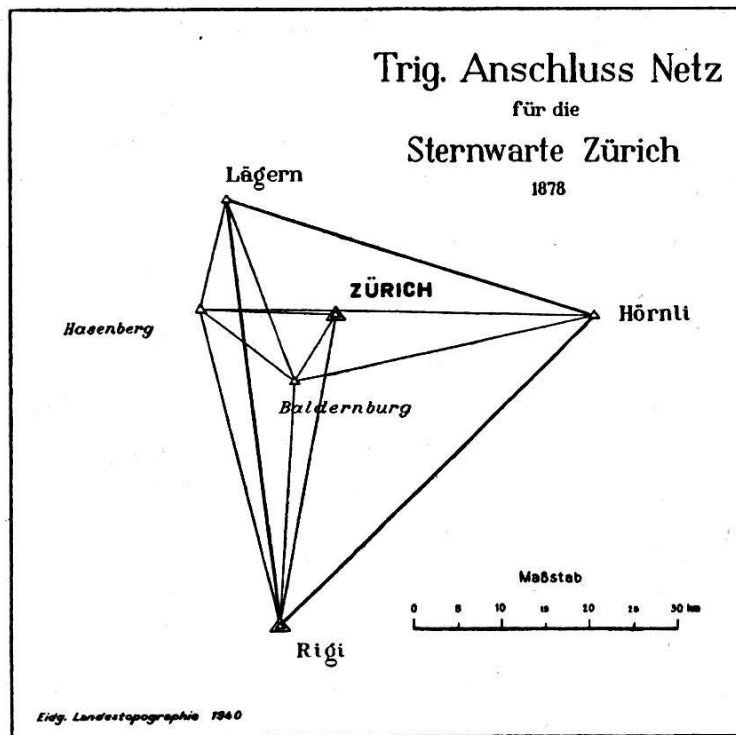 Trig. Anschluss Netz
für die
Sternwarte Zürich
1878
Lägern
ZÜRICH
Hasenberg
Hörnli
Baldernburg
Maßstab
0 5 10 15 20 25 30 km
Rigi
Eidg. Landestopographie 1940